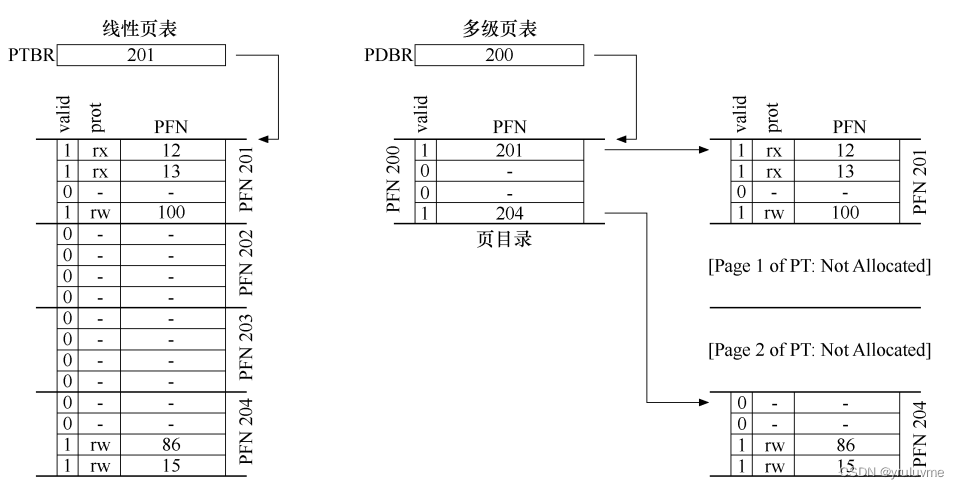 线性页表
PTBR 201
valid prot PFN
1 rx 12
1 rx 13
0 - -
1 rw 100
PFN 201
0 - -
0 - -
0 - -
0 - -
PFN 202
0 - -
0 - -
0 - -
0 - -
PFN 203
0 - -
0 - -
1 rw 86
1 rw 15
PFN 204
多级页表
PDBR 200
valid PFN
PFN 200
1 201
0 -
0 -
1 204
页目录
valid prot PFN
1 rx 12
1 rx 13
0 - -
1 rw 100
PFN 201
[Page 1 of PT: Not Allocated]
[Page 2 of PT: Not Allocated]
0 - -
0 - -
1 rw 86
1 rw 15
PFN 204